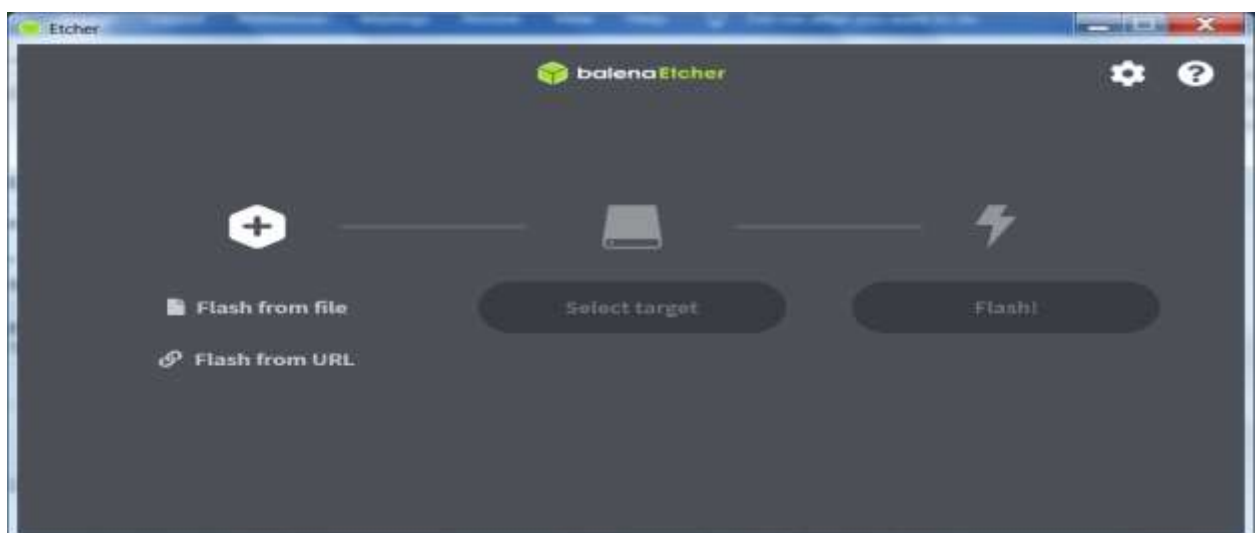 Etcher
balenaEtcher
Flash from file
Select target
Flash!
Flash from URL